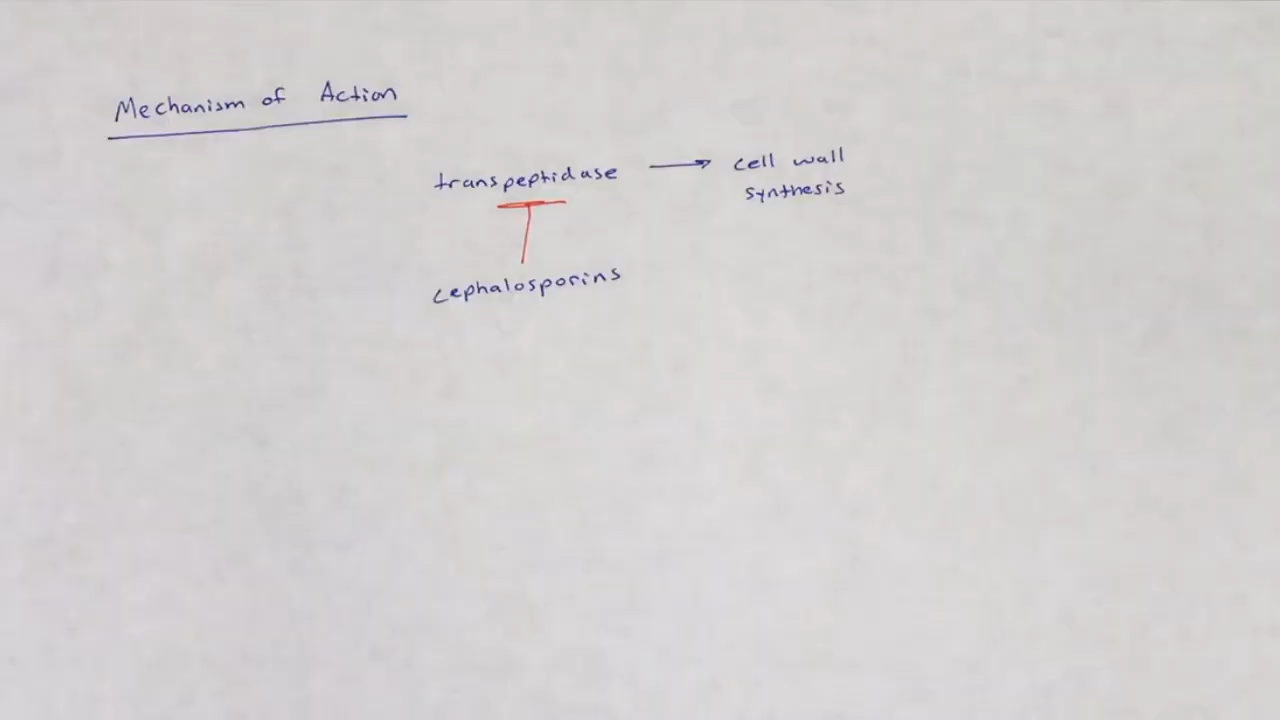 Mechanism of Action
transpeptidase → cell wall
synthesis
cephalosporins